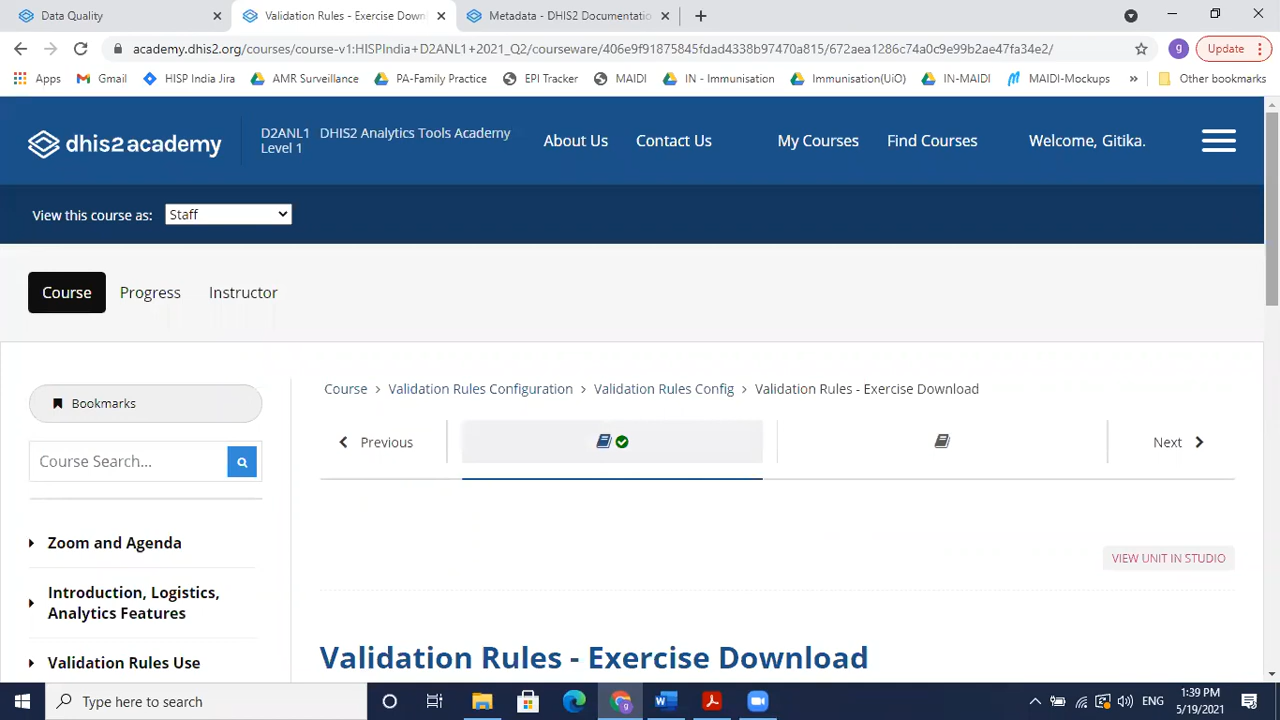 Data Quality
Validation Rules - Exercise Down
Metadata - DHIS2 Documentatio
academy.dhis2.org/courses/course-v1:HISPIndia+D2ANL1+2021_Q2/courseware/406e9f91875845fda64338b97470a815/672aea1286c74a0c9e99b2ae47fa34e2/
g
Update
Apps
Gmail
HISP India Jira
AMR Surveillance
PA-Family Practice
EPI Tracker
MAIDI
IN - Immunisation
Immunisation(UiO)
IN-MAIDI
MAIDI-Mockups
»
Other bookmarks
dhis2 academy
D2ANL1 DHIS2 Analytics Tools Academy
Level 1
About Us
Contact Us
My Courses
Find Courses
Welcome, Gitika.
View this course as:
Staff
Course
Progress
Instructor
Bookmarks
Course Search...
Zoom and Agenda
Introduction, Logistics,
Analytics Features
Validation Rules Use
Course > Validation Rules Configuration > Validation Rules Config > Validation Rules - Exercise Download
Previous
Next
VIEW UNIT IN STUDIO
Validation Rules - Exercise Download
Type here to search
ENG
1:39 PM
5/19/2021